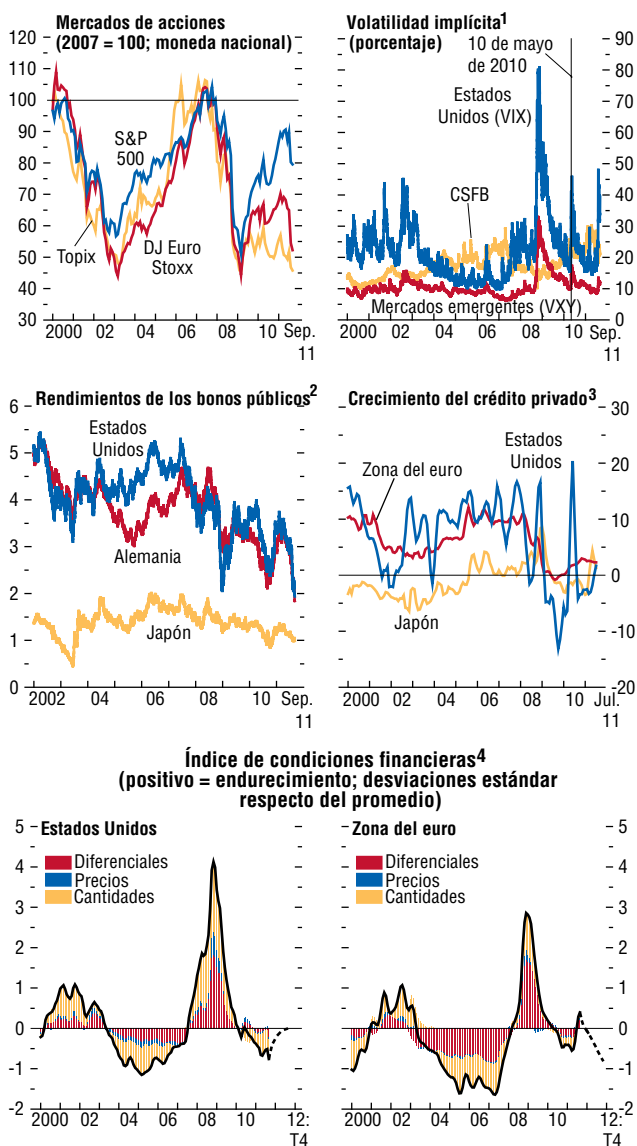 Mercados de acciones
(2007 = 100; moneda nacional)
120
110
100
90
80
70
60
50
40
30
S&P
500
Topix
DJ Euro
Stoxx
2000 02 04 06 08 10 Sep.
11
Volatilidad implícita1
(porcentaje)
10 de mayo
de 2010
Estados
Unidos (VIX)
CSFB
Mercados emergentes (VXY)
90
80
70
60
50
40
30
20
10
0
2000 02 04 06 08 10 Sep.
11
Rendimientos de los bonos públicos2
6
5
4
3
2
1
0
Estados
Unidos
Alemania
Japón
2002 04 06 08 10 Sep.
11
Crecimiento del crédito privado3
30
20
10
0
-10
-20
Estados
Unidos
Zona del euro
Japón
2000 02 04 06 08 10 Jul.
11
Índice de condiciones financieras4
(positivo = endurecimiento; desviaciones estándar
respecto del promedio)
Estados Unidos
Diferenciales
Precios
Cantidades
5
4
3
2
1
0
-1
-2
2000 02 04 06 08 10 12:
T4
Zona del euro
Diferenciales
Precios
Cantidades
5
4
3
2
1
0
-1
-2
2000 02 04 06 08 10 12:
T4